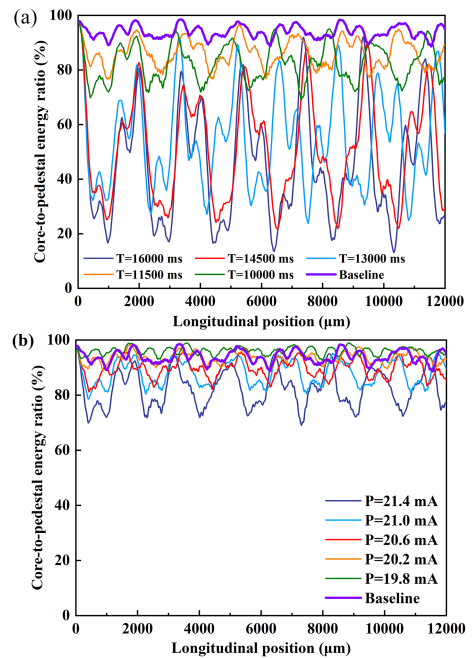 (a)
100
80
60
40
20
0
Core-to-pedestal energy ratio (%)
T=16000 ms T=14500 ms T=13000 ms
T=11500 ms T=10000 ms Baseline
0 2000 4000 6000 8000 10000 12000
Longitudinal position (μm)
(b)
100
80
60
80
20
0
Core-to-pedestal energy ratio (%)
P=21.4 mA
P=21.0 mA
P=20.6 mA
P=20.2 mA
P=19.8 mA
Baseline
0 2000 4000 6000 8000 10000 12000
Longitudinal position (μm)